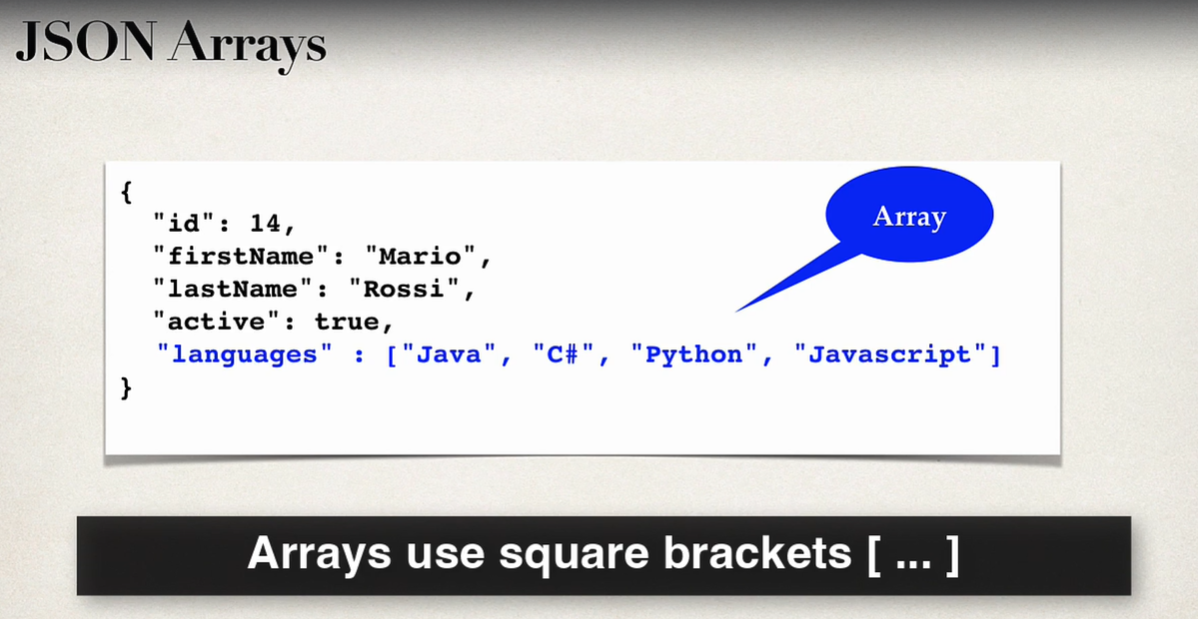 JSON Arrays
{
"id": 14,
"firstName": "Mario",
"lastName": "Rossi",
"active": true,
"languages" : ["Java", "C#", "Python", "Javascript"]
}
Array
Arrays use square brackets [ ... ]